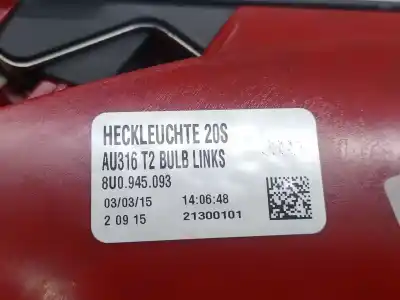 HECKLEUCHTE 20S
AU316 T2 BULB LINKS
8U0.945.093
03/03/15 14:06:48
2 09 15 21300101